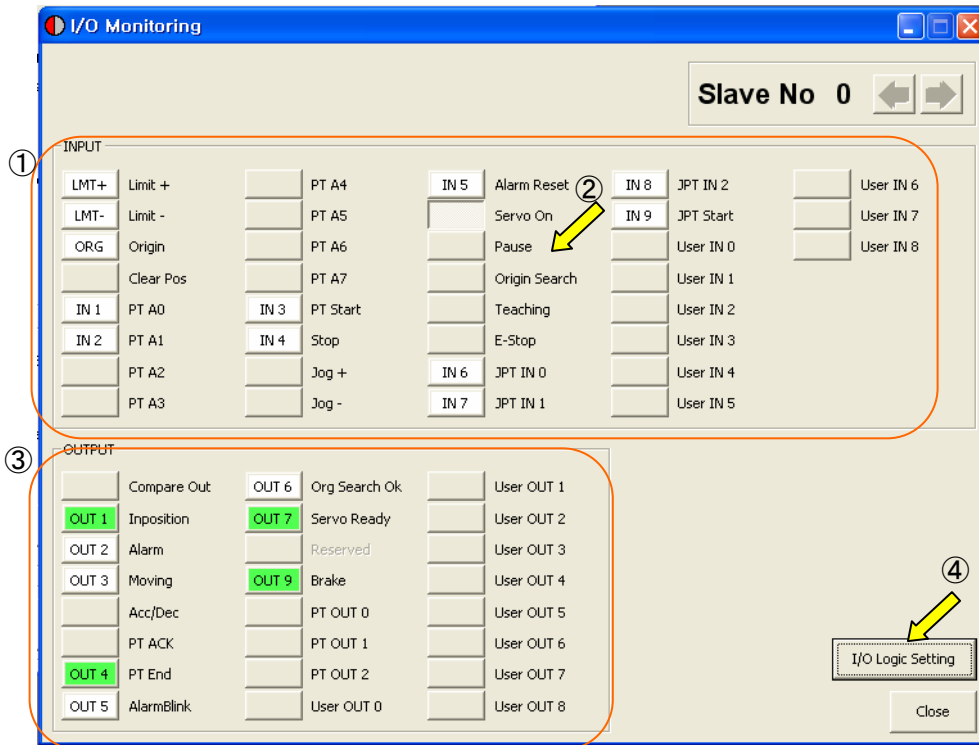 I/O Monitoring
Slave No 0
①
INPUT
LMT+ Limit + PT A4 IN 5 Alarm Reset ② IN 8 JPT IN 2 User IN 6
LMT- Limit - PT A5 Servo On IN 9 JPT Start User IN 7
ORG Origin PT A6 Pause User IN 0 User IN 8
Clear Pos PT A7 Origin Search User IN 1
IN 1 PT A0 IN 3 PT Start Teaching User IN 2
IN 2 PT A1 IN 4 Stop E-Stop User IN 3
PT A2 Jog + IN 6 JPT IN 0 User IN 4
PT A3 Jog - IN 7 JPT IN 1 User IN 5
③
OUTPUT
Compare Out OUT 6 Org Search Ok User OUT 1
OUT 1 Inposition OUT 7 Servo Ready User OUT 2
OUT 2 Alarm Reserved User OUT 3
OUT 3 Moving OUT 9 Brake User OUT 4
Acc/Dec PT OUT 0 User OUT 5
PT ACK PT OUT 1 User OUT 6
OUT 4 PT End PT OUT 2 User OUT 7
OUT 5 AlarmBlink User OUT 0 User OUT 8
④
I/O Logic Setting
Close